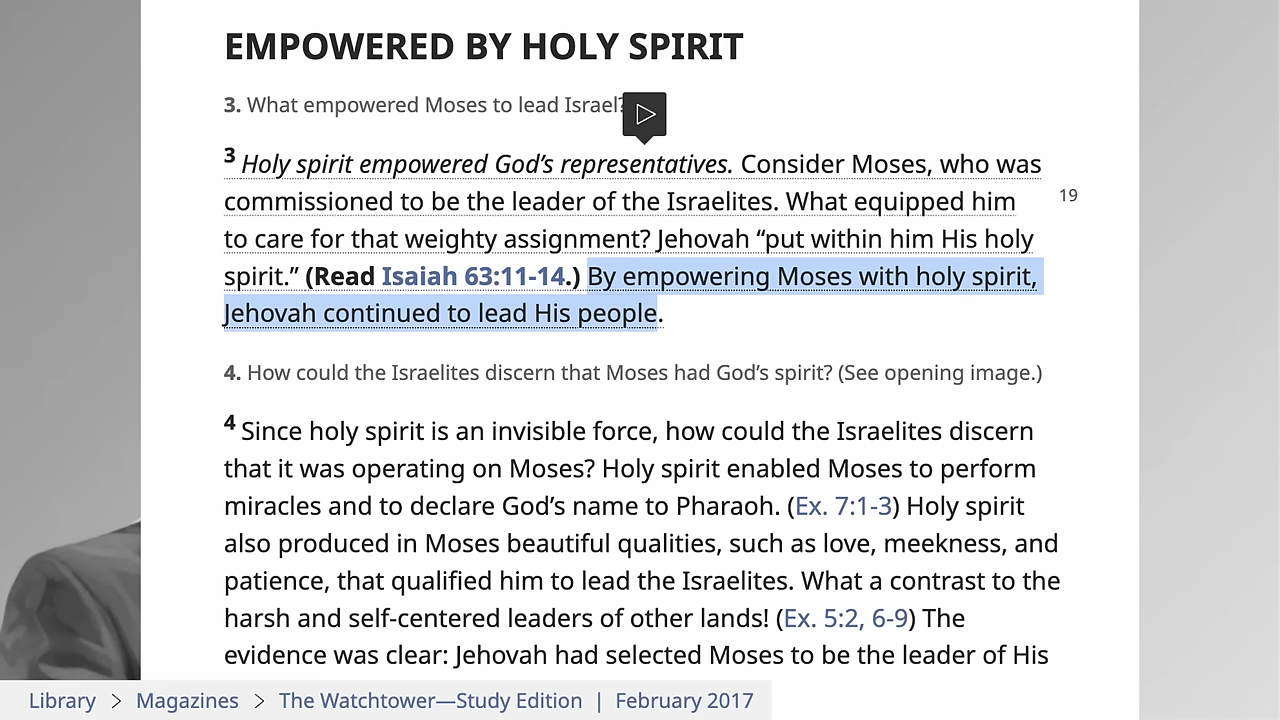 EMPOWERED BY HOLY SPIRIT
3. What empowered Moses to lead Israel?
3 Holy spirit empowered God’s representatives. Consider Moses, who was
commissioned to be the leader of the Israelites. What equipped him
19
to care for that weighty assignment? Jehovah “put within him His holy
spirit.” (Read Isaiah 63:11-14.) By empowering Moses with holy spirit,
Jehovah continued to lead His people.
4. How could the Israelites discern that Moses had God’s spirit? (See opening image.)
4 Since holy spirit is an invisible force, how could the Israelites discern
that it was operating on Moses? Holy spirit enabled Moses to perform
miracles and to declare God’s name to Pharaoh. (Ex. 7:1-3) Holy spirit
also produced in Moses beautiful qualities, such as love, meekness, and
patience, that qualified him to lead the Israelites. What a contrast to the
harsh and self-centered leaders of other lands! (Ex. 5:2, 6-9) The
evidence was clear: Jehovah had selected Moses to be the leader of His
Library > Magazines > The Watchtower—Study Edition | February 2017